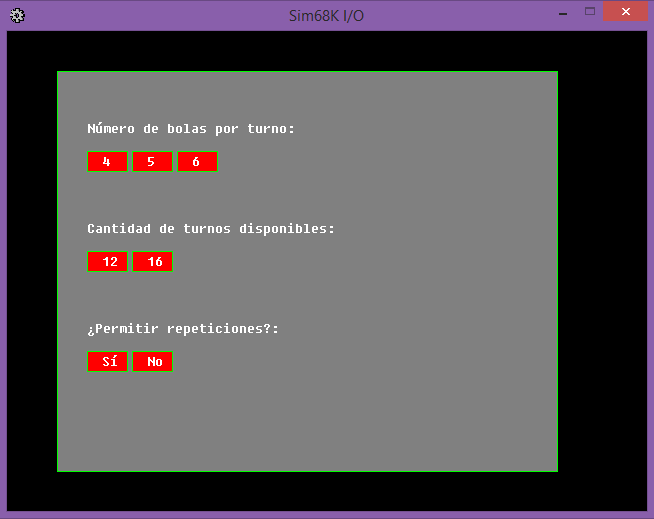 Sim68K I/O
Número de bolas por turno:
4 5 6
Cantidad de turnos disponibles:
12 16
¿Permitir repeticiones?:
Sí No